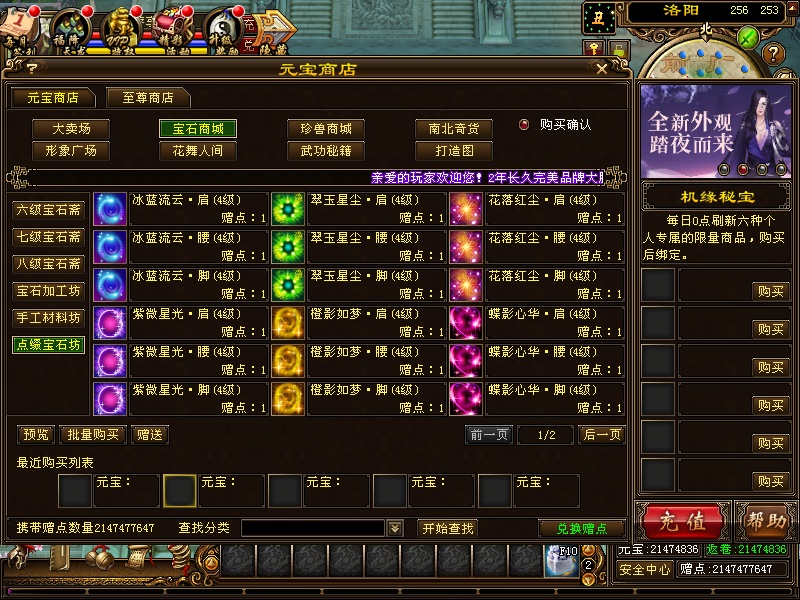 洛阳 256 253
北
丑
元宝商店
元宝商店 至尊商店
大卖场 宝石商城 珍兽商城 南北奇货 购买确认
形象广场 花舞人间 武功秘籍 打造图
亲爱的玩家欢迎您！2年长久完美品牌大
六级宝石斋
七级宝石斋
八级宝石斋
宝石加工坊
手工材料坊
点缀宝石坊
冰蓝流云·肩(4级) 翠玉星尘·肩(4级) 花落红尘·肩(4级)
赠点：1 赠点：1 赠点：1
冰蓝流云·腰(4级) 翠玉星尘·腰(4级) 花落红尘·腰(4级)
赠点：1 赠点：1 赠点：1
冰蓝流云·脚(4级) 翠玉星尘·脚(4级) 花落红尘·脚(4级)
赠点：1 赠点：1 赠点：1
紫微星光·肩(4级) 橙影如梦·肩(4级) 蝶影心华·肩(4级)
赠点：1 赠点：1 赠点：1
紫微星光·腰(4级) 橙影如梦·腰(4级) 蝶影心华·腰(4级)
赠点：1 赠点：1 赠点：1
紫微星光·脚(4级) 橙影如梦·脚(4级) 蝶影心华·脚(4级)
赠点：1 赠点：1 赠点：1
预览 批量购买 赠送 前一页 1/2 后一页
最近购买列表
元宝： 元宝： 元宝： 元宝： 元宝：
携带赠点数量2147477647 查找分类 开始查找 兑换赠点
全新外观
踏夜而来
机缘秘宝
每日0点刷新六种个
人专属的限量商品，购买
后绑定。
购买
购买
购买
购买
购买
购买
充值 帮助
元宝:21474836 返卷:21474836
安全中心 赠点:2147477647
F10
2